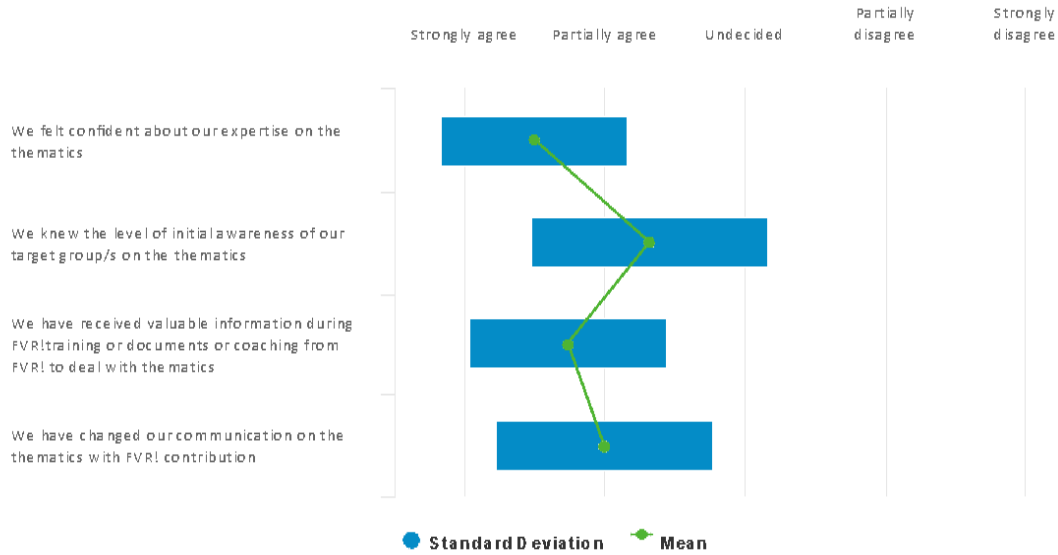 Strongly agree
Partially agree
Undecided
Partially
disagree
Strongly
disagree
We felt confident about our expertise on the
thematics
We knew the level of initial awareness of our
target group/s on the thematics
We have received valuable information during
FVR!training or documents or coaching from
FVR! to deal with thematics
We have changed our communication on the
thematics with FVR! contribution
Standard Deviation
Mean